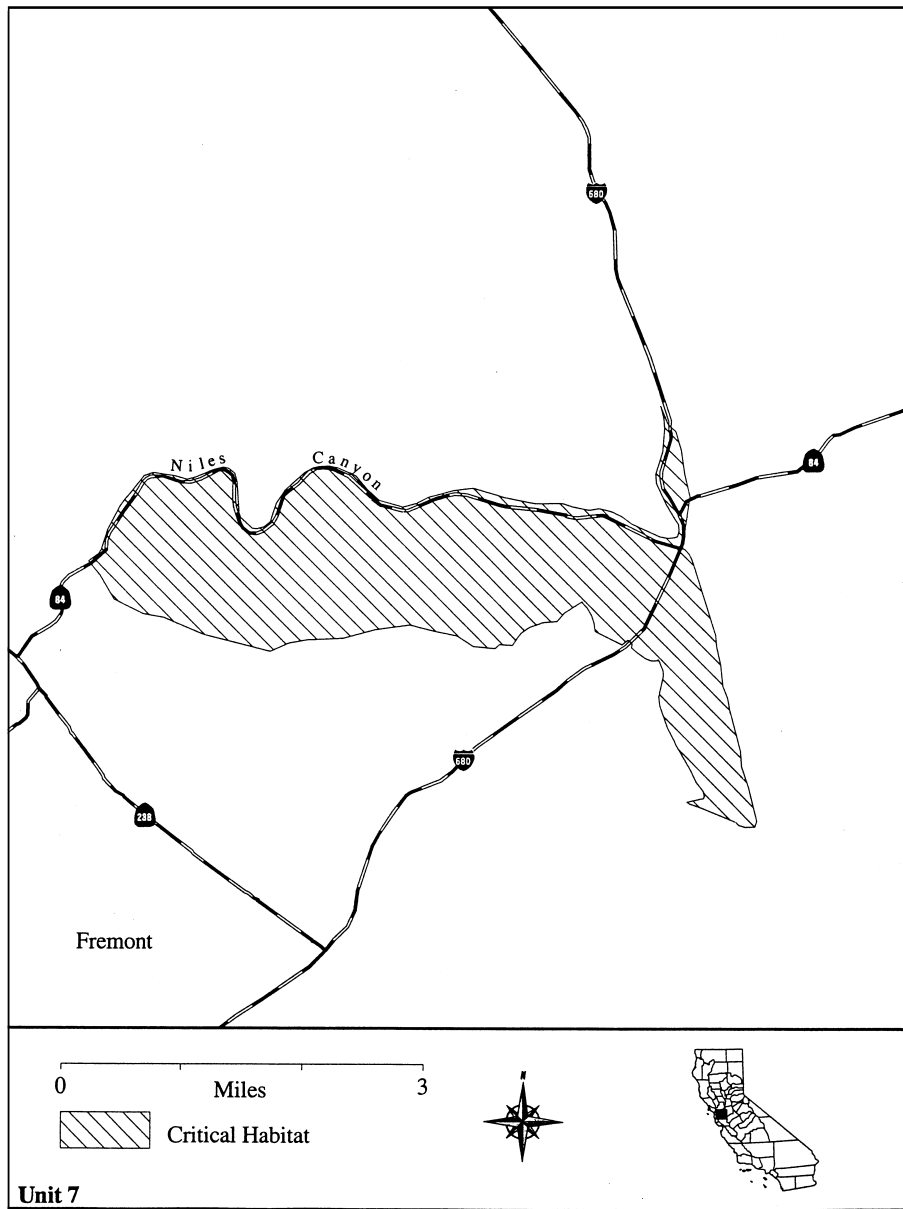 680
Niles Canyon
84
84
680
238
Fremont
0 3
Miles
Critical Habitat
N
Unit 7